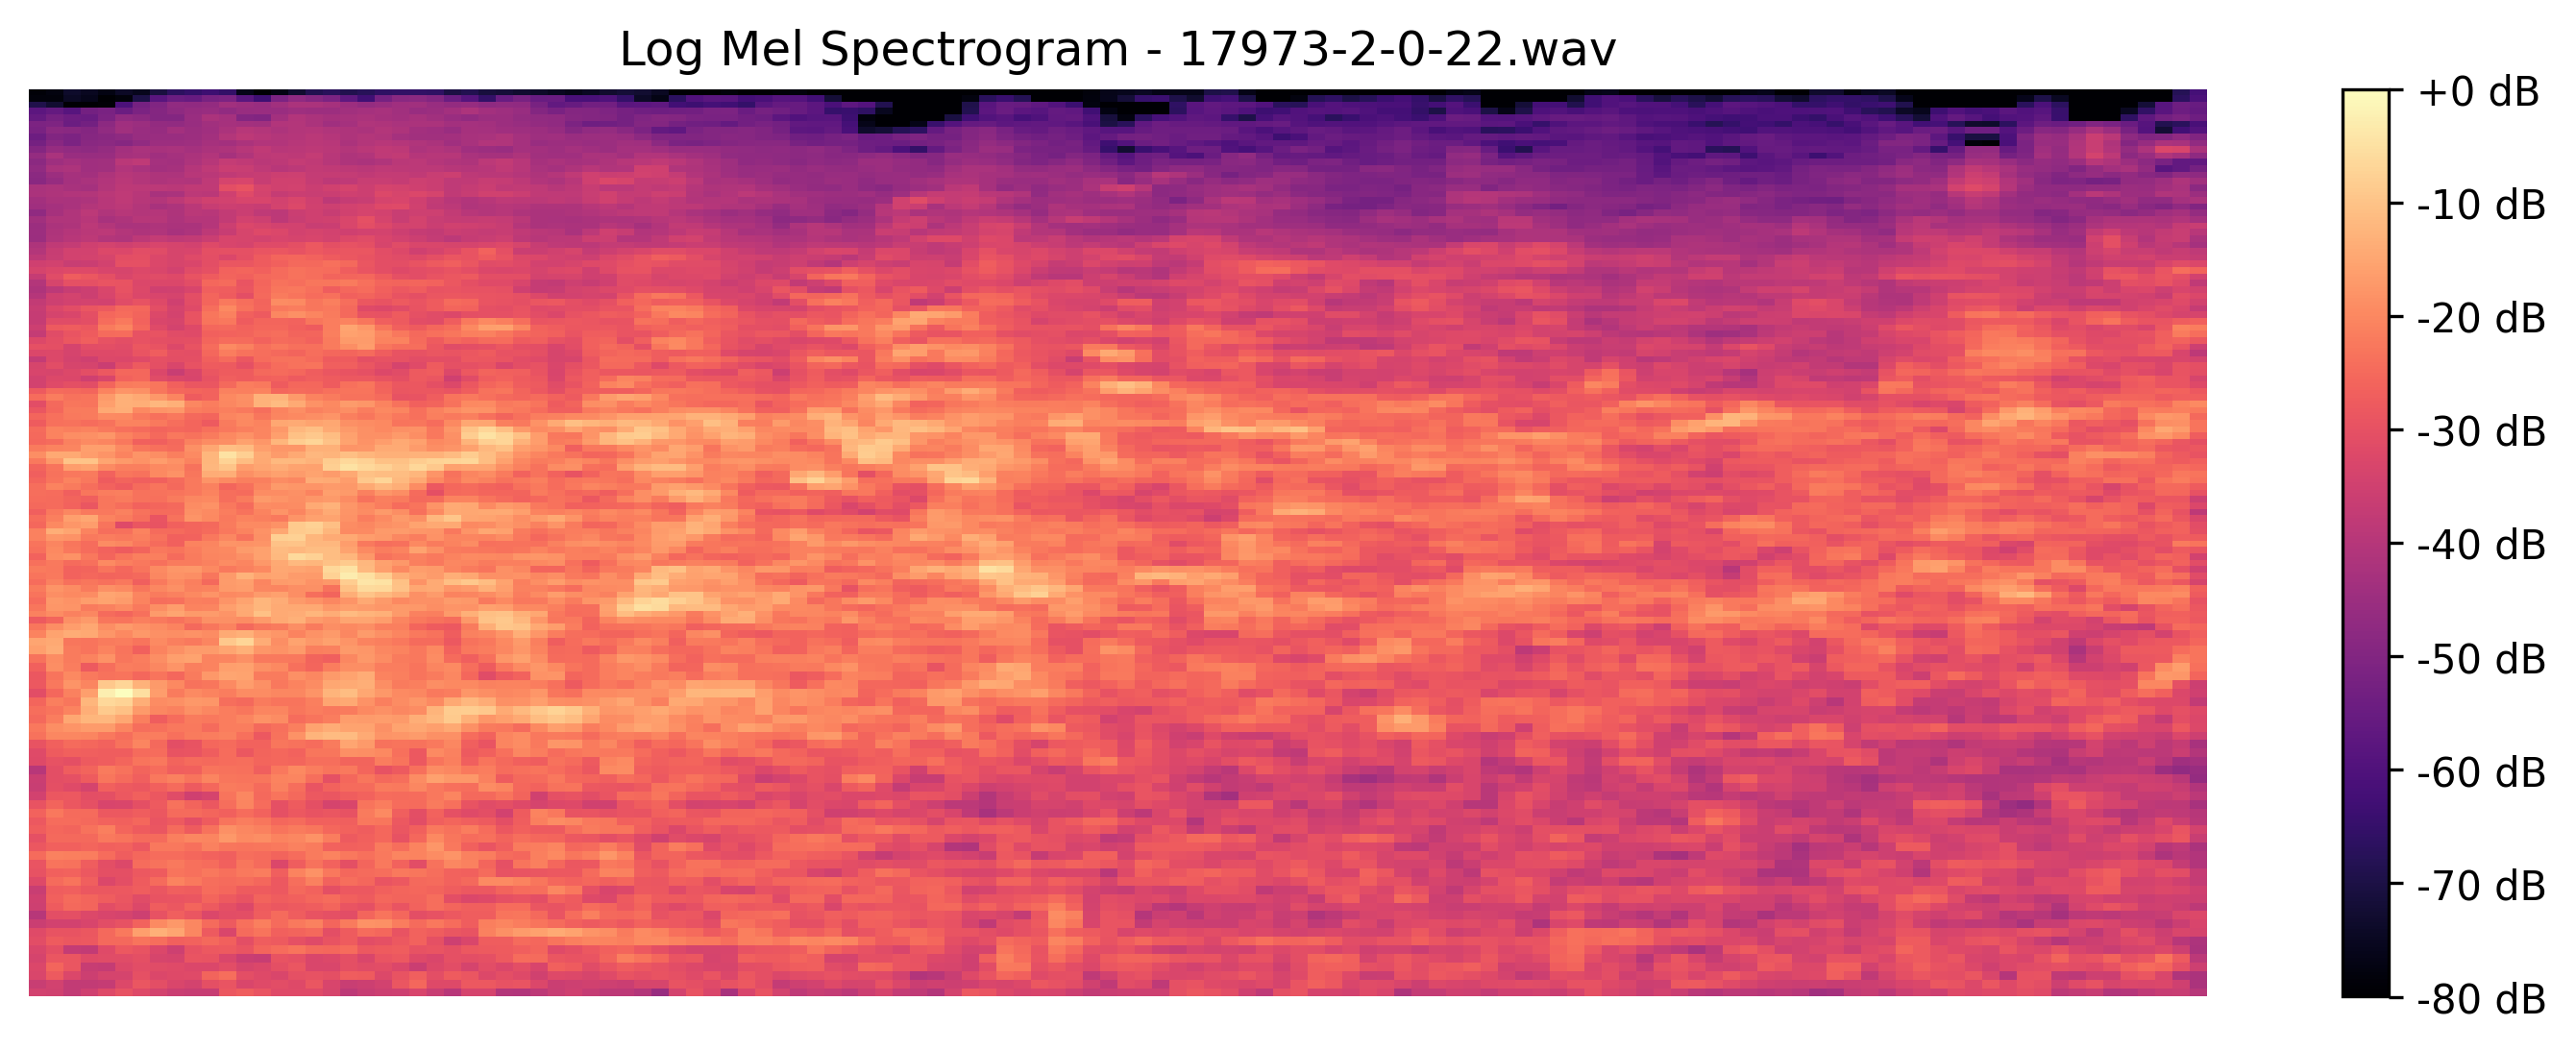 Log Mel Spectrogram - 17973-2-0-22.wav
+0 dB
-10 dB
-20 dB
-30 dB
-40 dB
-50 dB
-60 dB
-70 dB
-80 dB